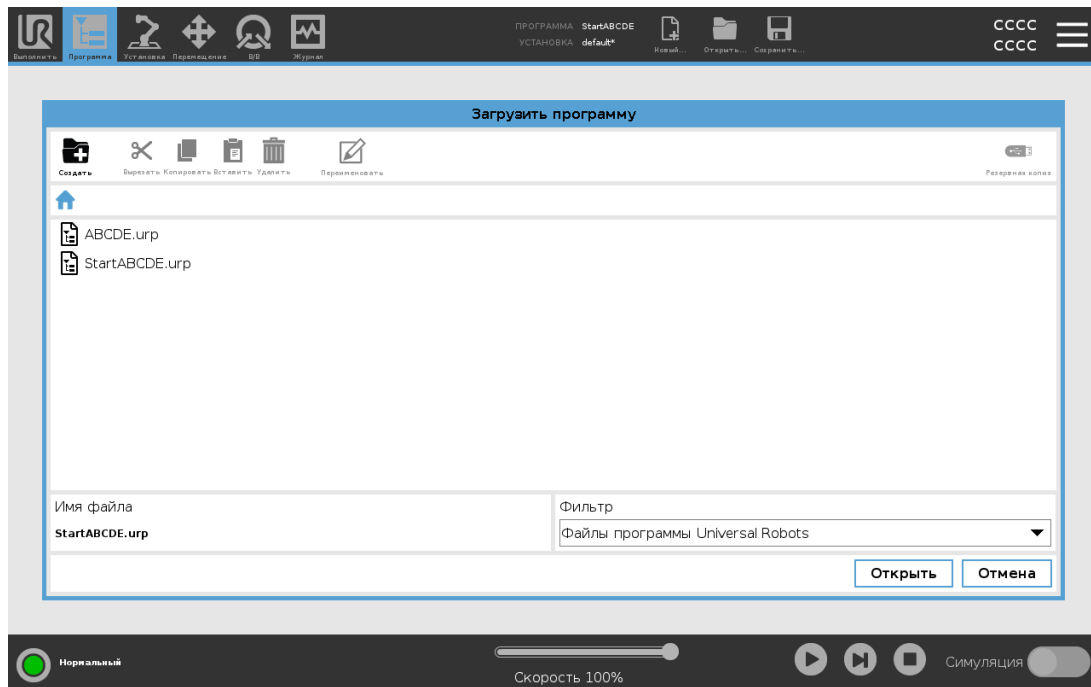 UR
ПРОГРАММА StartABCDE
УСТАНОВКА default*
CCCC
CCCC
Выполнить Программа Установка Перемещение В/В Журнал
Новый... Открыть... Сохранить...
Загрузить программу
Создать Вырезать Копировать Вставить Удалить Переименовать Резервная копия
ABCDE.urp
StartABCDE.urp
Имя файла Фильтр
StartABCDE.urp Файлы программы Universal Robots
Открыть Отмена
Нормальный
Скорость 100%
Симуляция